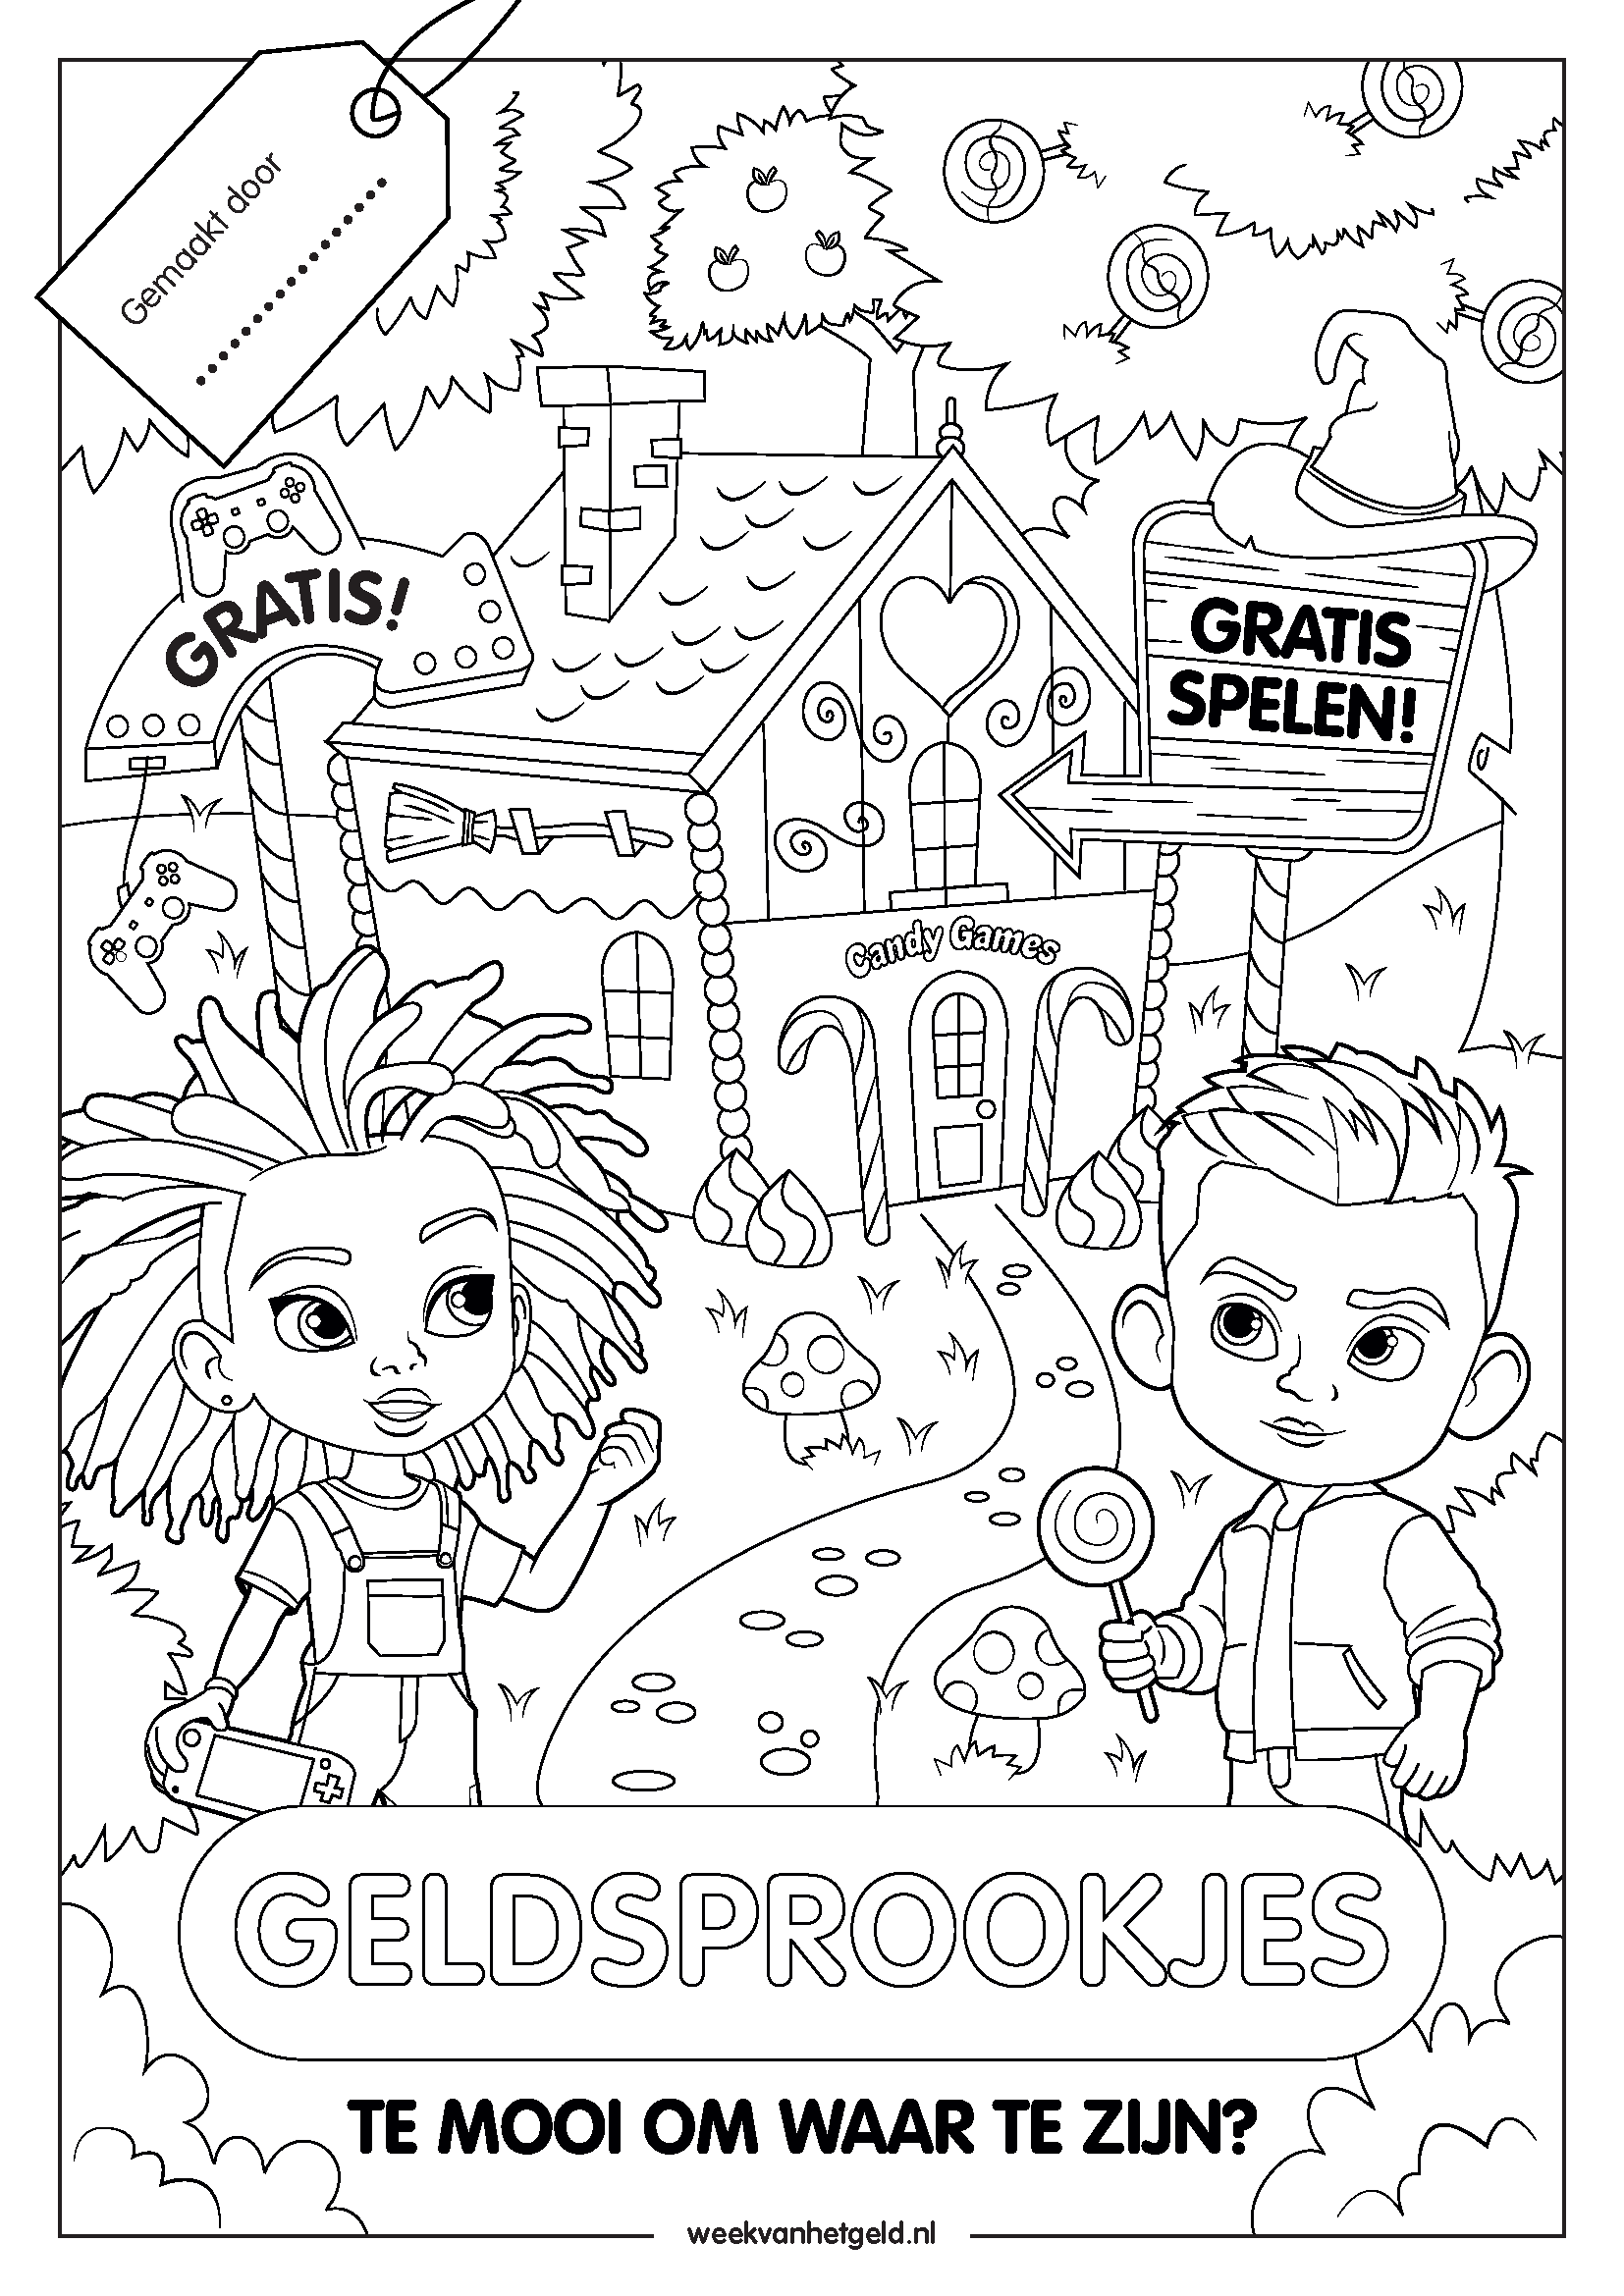 Gemaakt door
GRATIS!
GRATIS
SPELEN!
Candy Games
GELDSPROOKJES
TE MOOI OM WAAR TE ZIJN?
weekvanhetgeld.nl